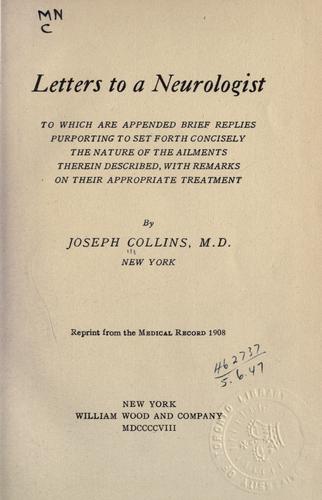 MN
C
Letters to a Neurologist
TO WHICH ARE APPENDED BRIEF REPLIES
PURPORTING TO SET FORTH CONCISELY
THE NATURE OF THE AILMENTS
THEREIN DESCRIBED, WITH REMARKS
ON THEIR APPROPRIATE TREATMENT
By
JOSEPH COLLINS, M.D.
NEW YORK
Reprint from the MEDICAL RECORD 1908
462737
5.6.47
NEW YORK
WILLIAM WOOD AND COMPANY
MDCCCCVIII
TORONTO LIBRARY